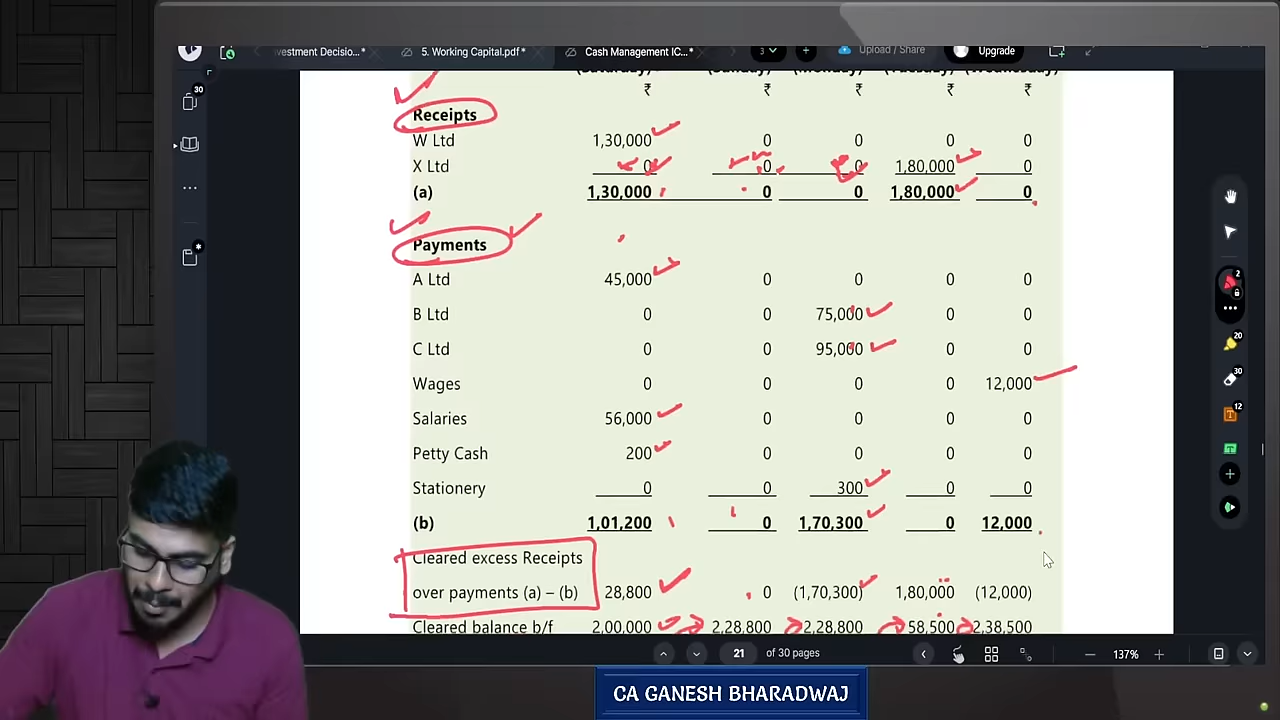 vestment Decisio...*
5. Working Capital.pdf*
Cash Management IC...*
3
Upload / Share
Upgrade
(Saturday) (Sunday) (Monday) (Tuesday) (Wednesday)
30
₹ ₹ ₹ ₹ ₹
Receipts
W Ltd 1,30,000 0 0 0 0
X Ltd 0 0 0 1,80,000 0
(a) 1,30,000 0 0 1,80,000 0
Payments
A Ltd 45,000 0 0 0 0
B Ltd 0 0 75,000 0 0
C Ltd 0 0 95,000 0 0
Wages 0 0 0 0 12,000
Salaries 56,000 0 0 0 0
Petty Cash 200 0 0 0 0
Stationery 0 0 300 0 0
(b) 1,01,200 0 1,70,300 0 12,000
Cleared excess Receipts
over payments (a) – (b) 28,800 0 (1,70,300) 1,80,000 (12,000)
Cleared balance b/f 2,00,000 2,28,800 2,28,800 58,500 2,38,500
2
20
30
12
21 of 30 pages
137%
CA GANESH BHARADWAJ